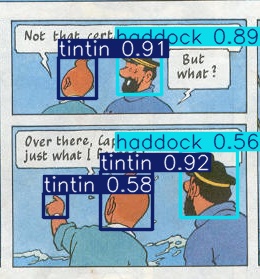 Not that cert
haddock 0.89
tintin 0.91
But
what?
Over there, Cap
haddock 0.56
just what I f
tintin 0.92
tintin 0.58